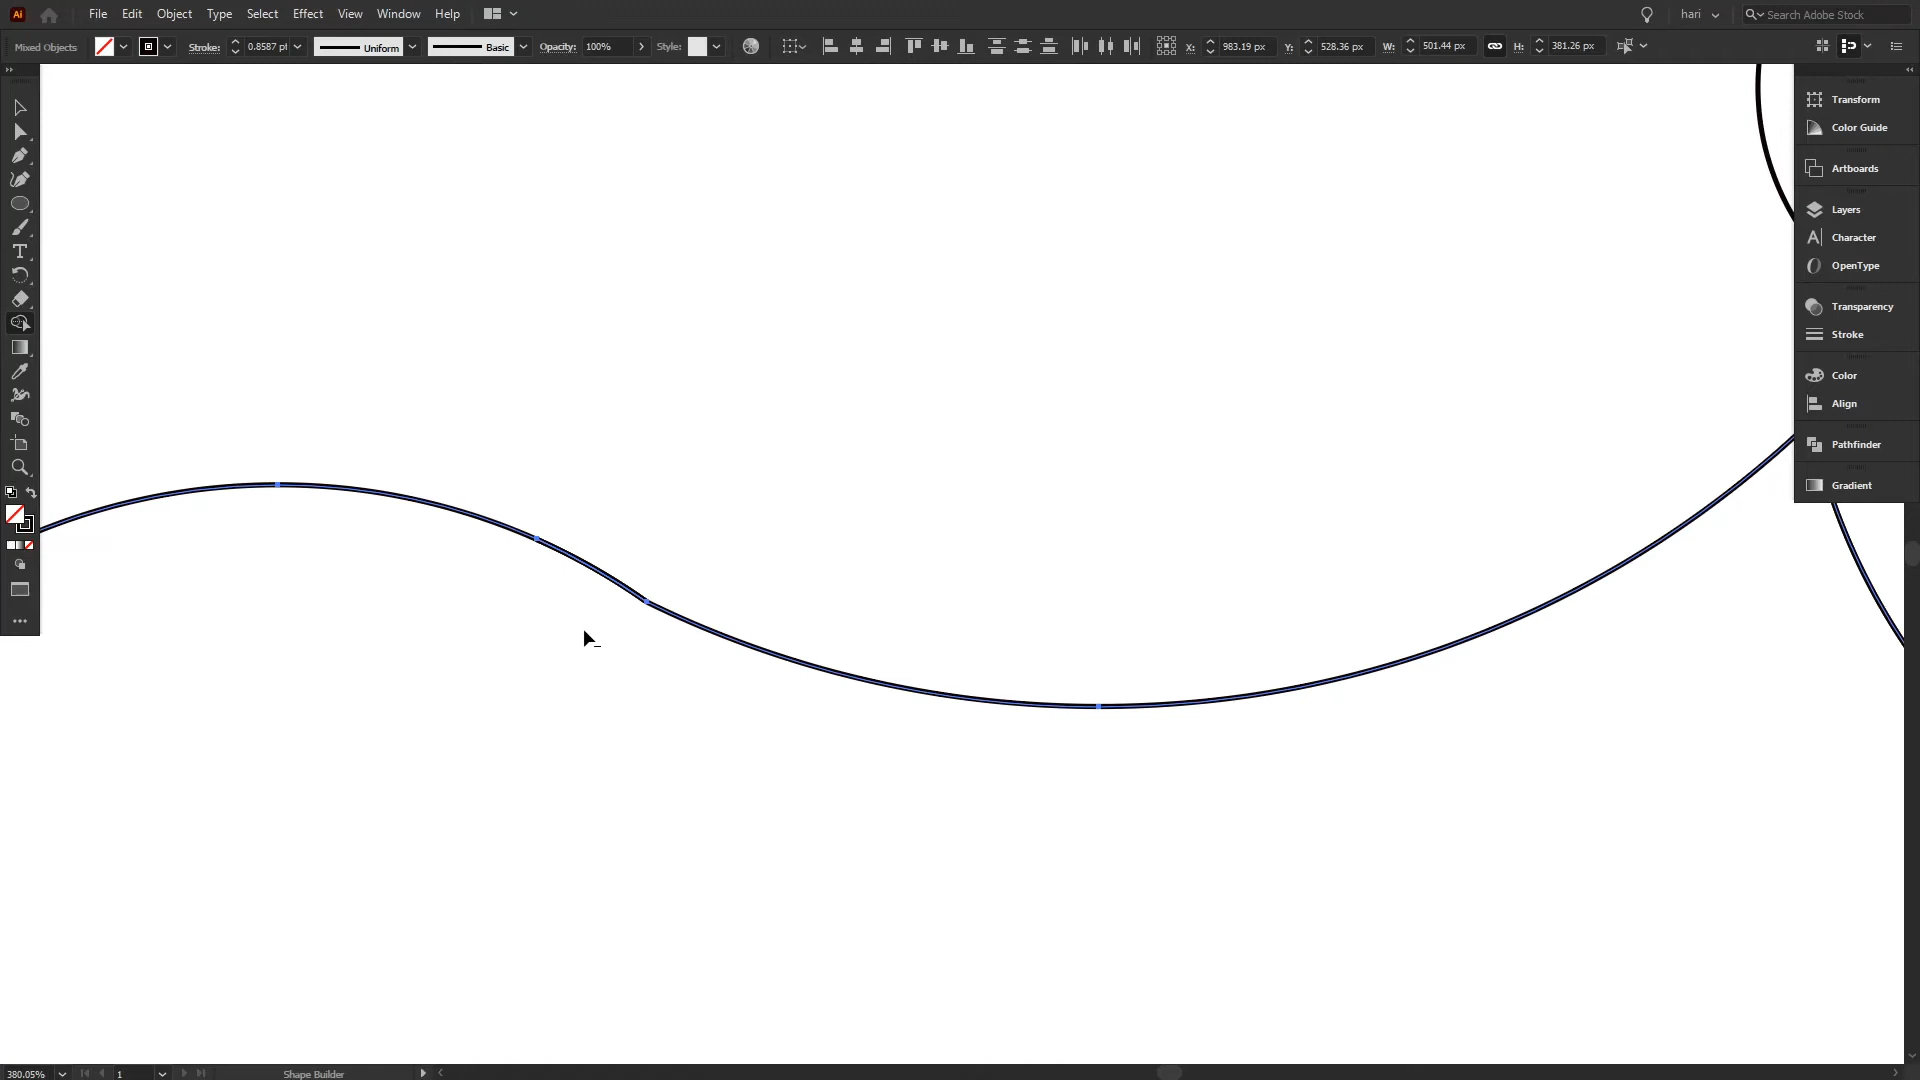 Ai File Edit Object Type Select Effect View Window Help hari Search Adobe Stock
Mixed Objects Stroke: 0.8587 pt Uniform Basic Opacity: 100% Style: X: 983.19 px Y: 528.36 px W: 501.44 px H: 381.26 px
Transform
Color Guide
Artboards
Layers
Character
OpenType
Transparency
Stroke
Color
Align
Pathfinder
Gradient
380.05% 1 Shape Builder